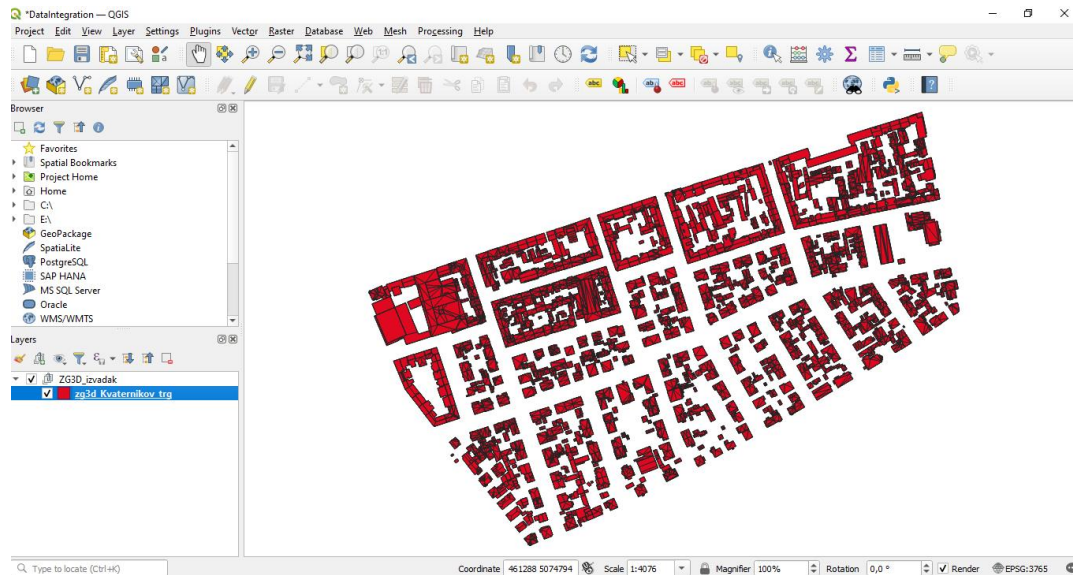 *DataIntegration — QGIS
Project Edit View Layer Settings Plugins Vector Raster Database Web Mesh Processing Help
Browser
Favorites
Spatial Bookmarks
Project Home
Home
C:\
E:\
GeoPackage
SpatiaLite
PostgreSQL
SAP HANA
MS SQL Server
Oracle
WMS/WMTS
Layers
ZG3D_izvadak
zg3d_Kvaternikov_trg
Type to locate (Ctrl+K)
Coordinate 461288 5074794 Scale 1:4076 Magnifier 100% Rotation 0,0 ° Render EPSG:3765